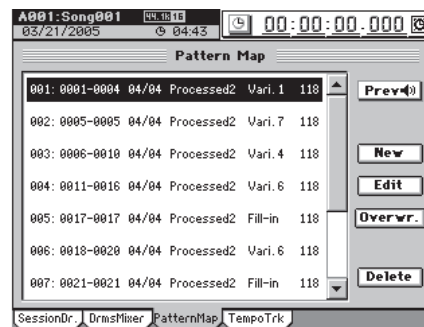 A001:Song001 44.1k 16
03/21/2005 04:43 00:00:00.000
Pattern Map
001: 0001-0004 04/04 Processed2 Vari.1 118 Prev
002: 0005-0005 04/04 Processed2 Vari.7 118
003: 0006-0010 04/04 Processed2 Vari.4 118 New
004: 0011-0016 04/04 Processed2 Vari.6 118 Edit
005: 0017-0017 04/04 Processed2 Fill-in 118 Overwr.
006: 0018-0020 04/04 Processed2 Vari.6 118
007: 0021-0021 04/04 Processed2 Fill-in 118 Delete
SessionDr. DrmsMixer PatternMap TempoTrk